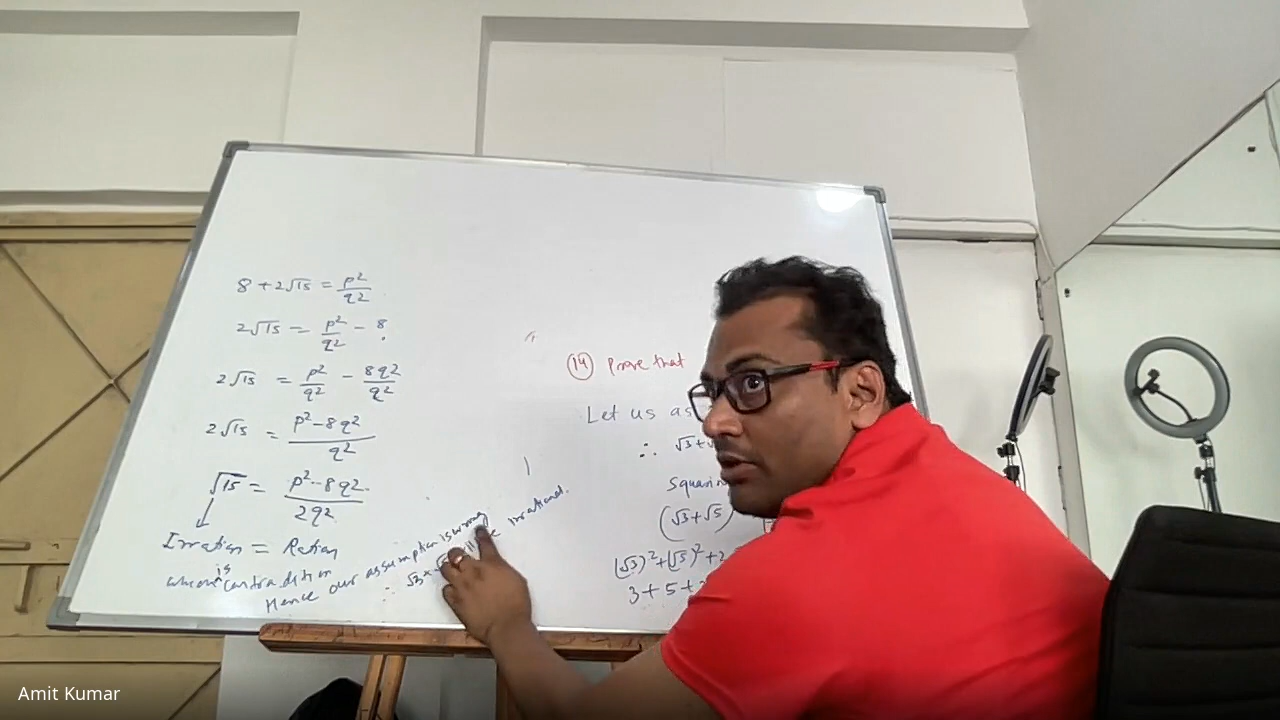 8 + 2√15 = p²/q²
2√15 = p²/q² - 8.
2√15 = p²/q² - 8q²/q²
2√15 = p²-8q²/q²
√15 = p²-8q²/2q²
Irration = Ration
is contradition
Hence our assumption is wrong
∴ √3 irrational.
(14) Prove that
Let us as
∴ √3+√
Squarin
(√3+√5)
(√3)²+(√5)²+2
3+5+
Amit Kumar